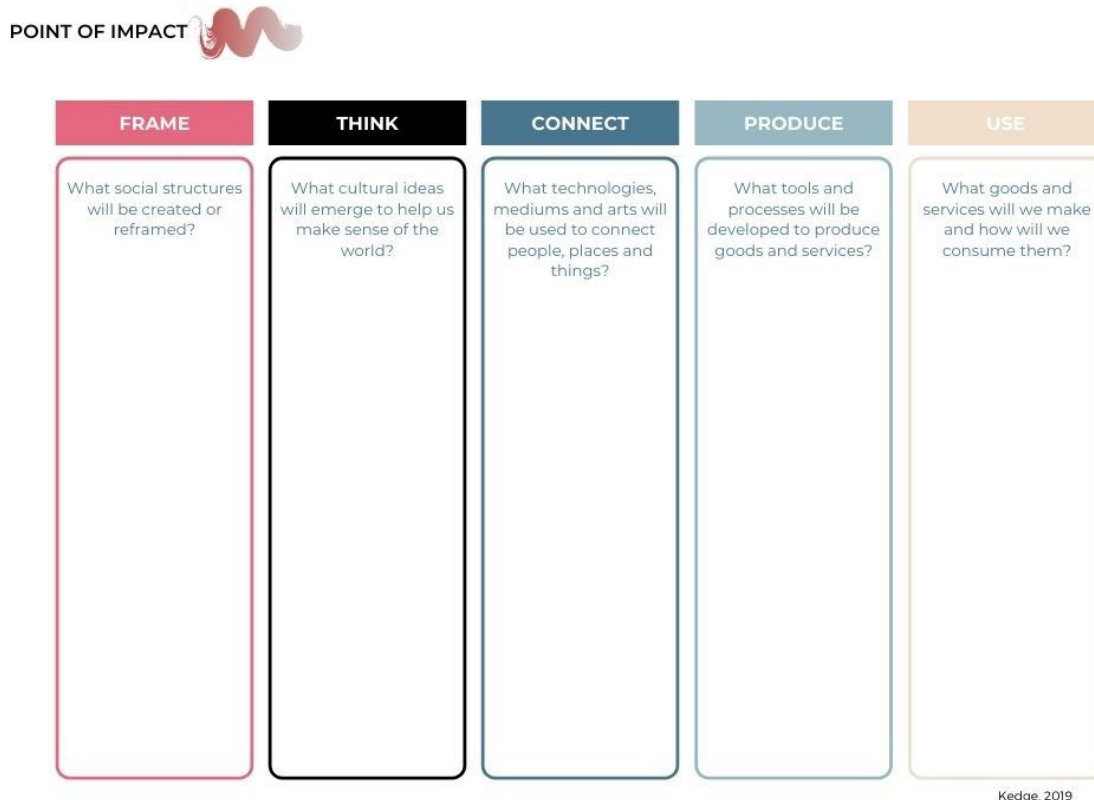 POINT OF IMPACT
FRAME
What social structures
will be created or
reframed?
THINK
What cultural ideas
will emerge to help us
make sense of the
world?
CONNECT
What technologies,
mediums and arts will
be used to connect
people, places and
things?
PRODUCE
What tools and
processes will be
developed to produce
goods and services?
USE
What goods and
services will we make
and how will we
consume them?
Kedge, 2019